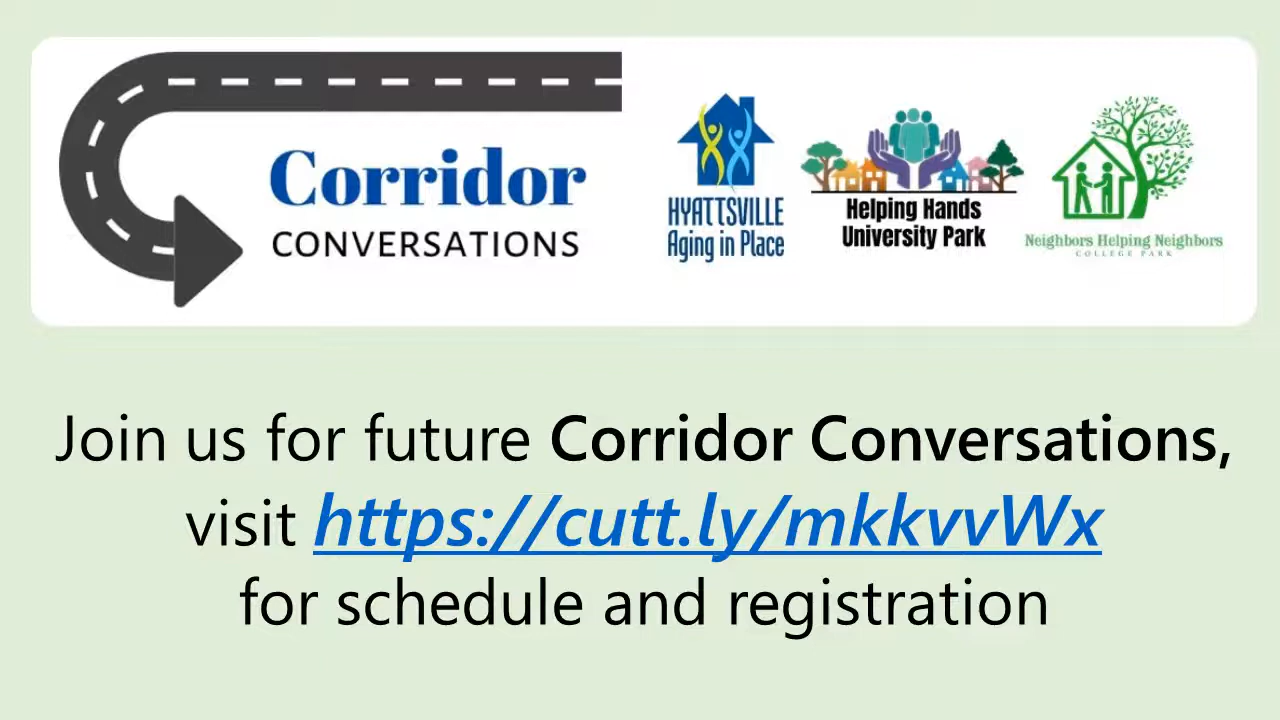 Corridor
CONVERSATIONS
HYATTSVILLE
Aging in Place
Helping Hands
University Park
Neighbors Helping Neighbors
COLLEGE PARK
Join us for future Corridor Conversations,
visit https://cutt.ly/mkkvvWx
for schedule and registration